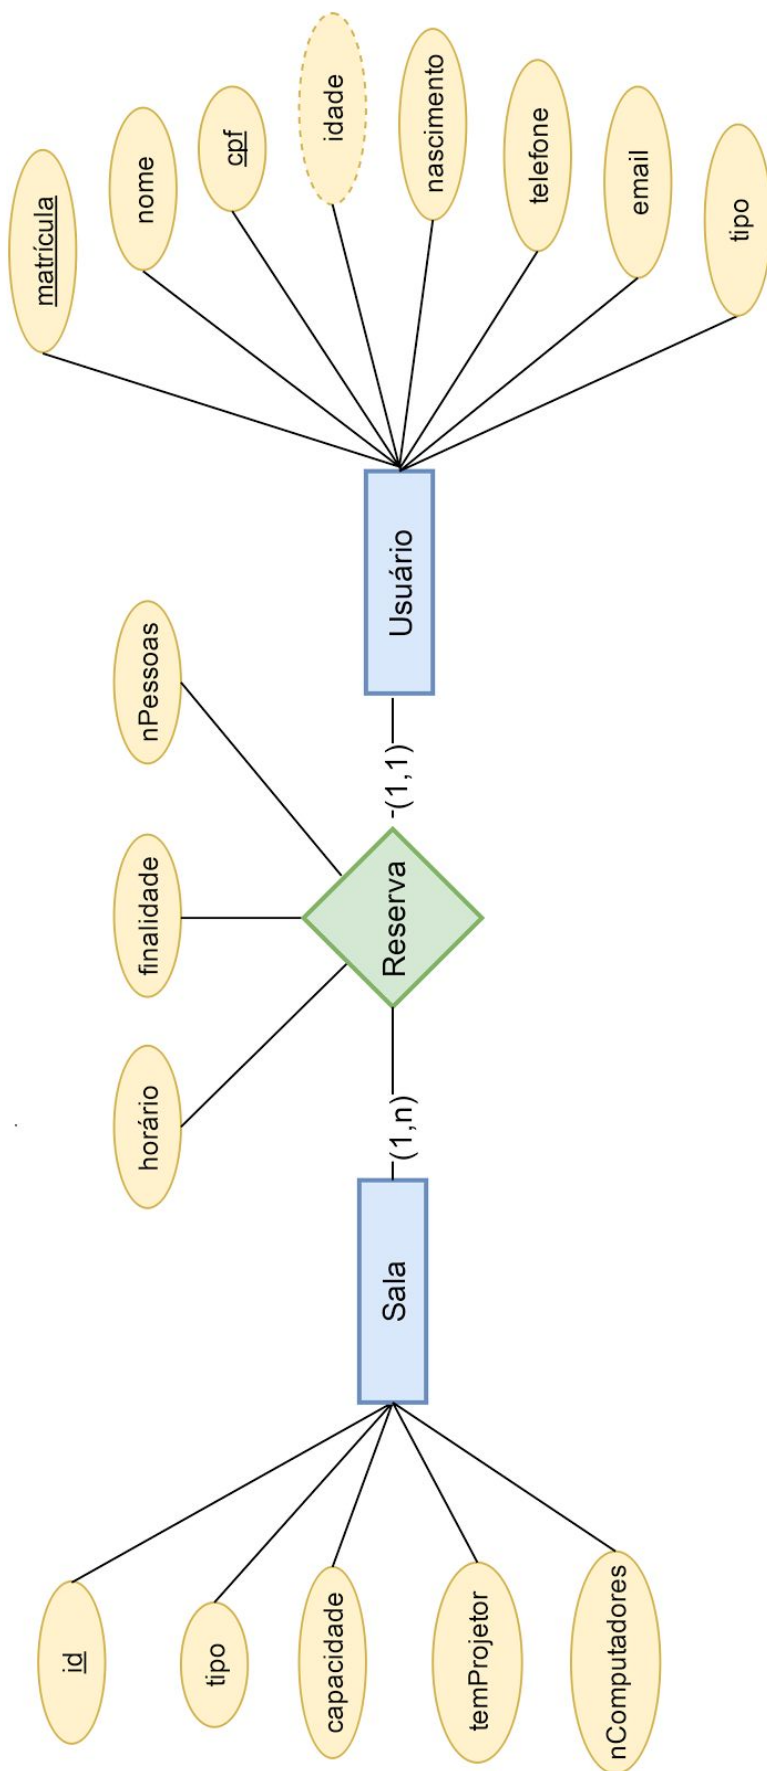 id
tipo
capacidade
temProjetor
nComputadores
Sala
(1,n)
horário
finalidade
nPessoas
Reserva
(1,1)
Usuário
matrícula
nome
cpf
idade
nascimento
telefone
email
tipo